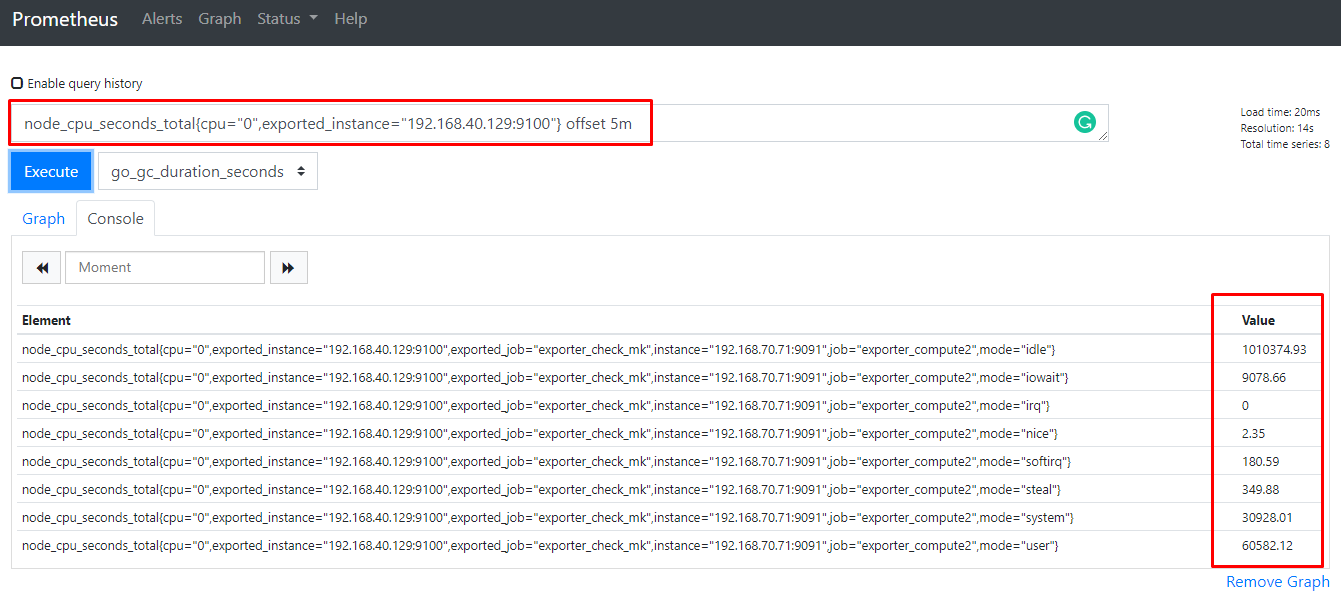 Prometheus Alerts Graph Status Help
Enable query history
node_cpu_seconds_total{cpu="0",exported_instance="192.168.40.129:9100"} offset 5m
Load time: 20ms
Resolution: 14s
Total time series: 8
Execute go_gc_duration_seconds
Graph Console
Moment
Element Value
node_cpu_seconds_total{cpu="0",exported_instance="192.168.40.129:9100",exported_job="exporter_check_mk",instance="192.168.70.71:9091",job="exporter_compute2",mode="idle"} 1010374.93
node_cpu_seconds_total{cpu="0",exported_instance="192.168.40.129:9100",exported_job="exporter_check_mk",instance="192.168.70.71:9091",job="exporter_compute2",mode="iowait"} 9078.66
node_cpu_seconds_total{cpu="0",exported_instance="192.168.40.129:9100",exported_job="exporter_check_mk",instance="192.168.70.71:9091",job="exporter_compute2",mode="irq"} 0
node_cpu_seconds_total{cpu="0",exported_instance="192.168.40.129:9100",exported_job="exporter_check_mk",instance="192.168.70.71:9091",job="exporter_compute2",mode="nice"} 2.35
node_cpu_seconds_total{cpu="0",exported_instance="192.168.40.129:9100",exported_job="exporter_check_mk",instance="192.168.70.71:9091",job="exporter_compute2",mode="softirq"} 180.59
node_cpu_seconds_total{cpu="0",exported_instance="192.168.40.129:9100",exported_job="exporter_check_mk",instance="192.168.70.71:9091",job="exporter_compute2",mode="steal"} 349.88
node_cpu_seconds_total{cpu="0",exported_instance="192.168.40.129:9100",exported_job="exporter_check_mk",instance="192.168.70.71:9091",job="exporter_compute2",mode="system"} 30928.01
node_cpu_seconds_total{cpu="0",exported_instance="192.168.40.129:9100",exported_job="exporter_check_mk",instance="192.168.70.71:9091",job="exporter_compute2",mode="user"} 60582.12
Remove Graph